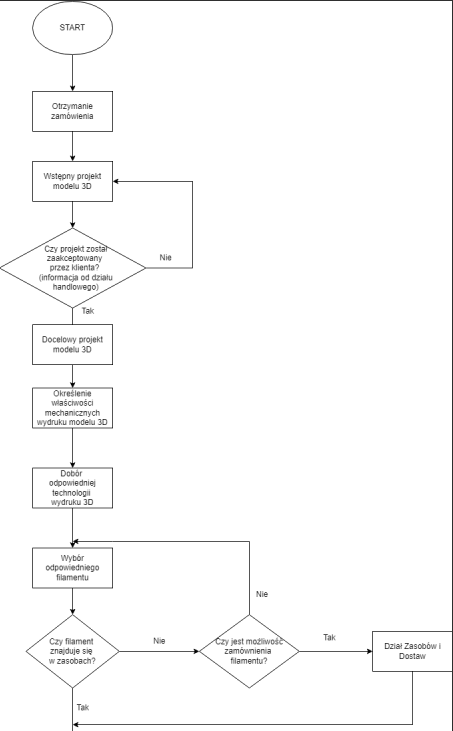 START
Otrzymanie
zamówienia
Wstępny projekt
modelu 3D
Czy projekt został
zaakceptowany
przez klienta?
(informacja od działu
handlowego)
Nie
Tak
Docelowy projekt
modelu 3D
Określenie
właściwości
mechanicznych
wydruku modelu 3D
Dobór
odpowiedniej
technologii
wydruku 3D
Wybór
odpowiedniego
filamentu
Nie
Czy filament
znajduje się
w zasobach?
Nie
Czy jest możliwość
zamównienia
filamentu?
Tak
Dział Zasobów i
Dostaw
Tak